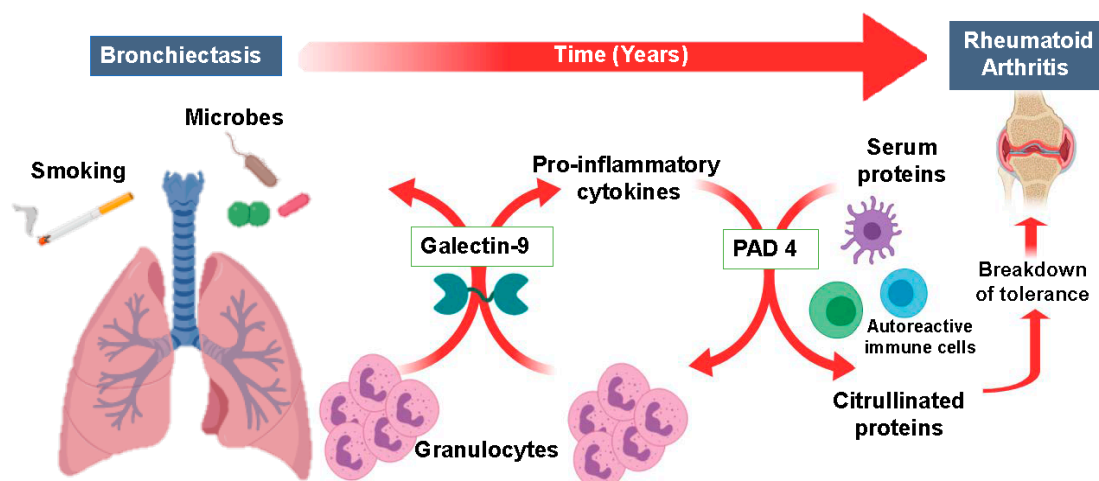 Bronchiectasis
Time (Years)
Rheumatoid
Arthritis
Microbes
Smoking
Pro-inflammatory
cytokines
Serum
proteins
Galectin-9
PAD 4
Breakdown
of tolerance
Autoreactive
immune cells
Citrullinated
proteins
Granulocytes